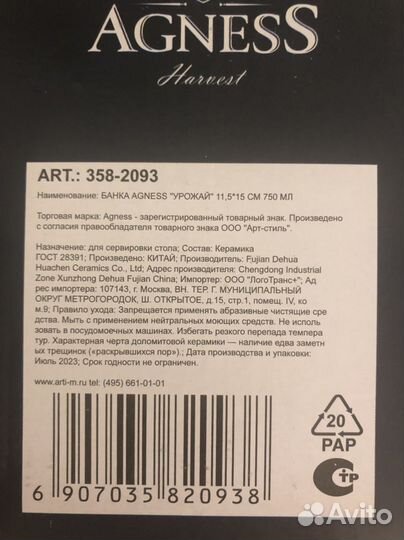 AGNESS
Harvest
ART.: 358-2093
Наименование: БАНКА AGNESS "УРОЖАЙ" 11,5*15 СМ 750 МЛ
Торговая марка: Agness - зарегистрированный товарный знак. Произведено
с согласия правообладателя товарного знака ООО "Арт-стиль".
Назначение: для сервировки стола; Состав: Керамика
ГОСТ 28391; Произведено: КИТАЙ; Производитель: Fujian Dehua
Huachen Ceramics Co., Ltd; Адрес производителя: Chengdong Industrial
Zone Xunzhong Dehua Fujian China; Импортер: ООО "ЛогоТранс+"; Ад
рес импортера: 107143, г. Москва, ВН. ТЕР. Г. МУНИЦИПАЛЬНЫЙ
ОКРУГ МЕТРОГОРОДОК, Ш. ОТКРЫТОЕ, д.15, стр.1, помещ. IV, ко
м.9; Правила ухода: Запрещается применять абразивные чистящие сре
дства. Мыть с применением нейтральных моющих средств. Не исполь
зовать в посудомоечных машинах. Избегать резкого перепада темпера
тур. Характерная черта доломитовой керамики — наличие едва заметн
ых трещинок («раскрывшихся пор».); Дата производства и упаковки:
Июль 2023; Срок годности не ограничен.
www.arti-m.ru tel: (495) 661-01-01
20
PAP
СТР
6 907035 820938
Avito